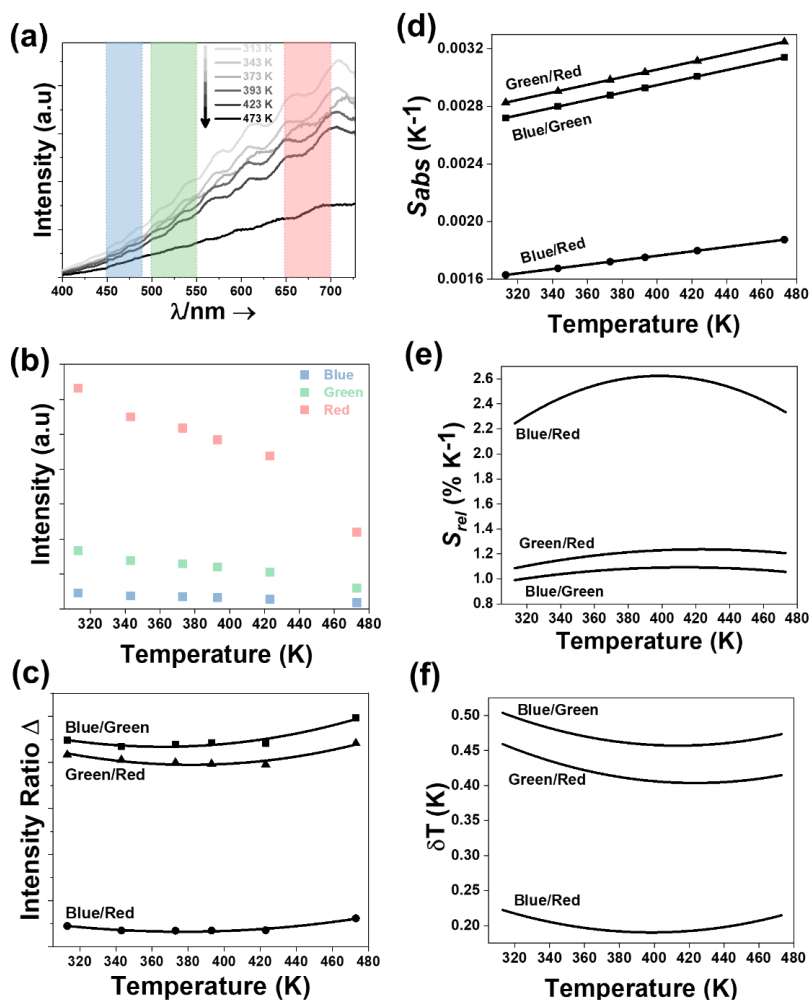 (a)
Intensity (a.u)
313 K
343 K
373 K
393 K
423 K
473 K
400 450 500 550 600 650 700
λ/nm →
(b)
Intensity (a.u)
Blue
Green
Red
320 340 360 380 400 420 440 460 480
Temperature (K)
(c)
Intensity Ratio Δ
Blue/Green
Green/Red
Blue/Red
320 340 360 380 400 420 440 460 480
Temperature (K)
(d)
Sabs (K-1)
0.0032
0.0028
0.0024
0.0020
0.0016
Green/Red
Blue/Green
Blue/Red
320 340 360 380 400 420 440 460 480
Temperature (K)
(e)
Srel (% K-1)
2.6
2.4
2.2
2.0
1.8
1.6
1.4
1.2
1.0
0.8
Blue/Red
Green/Red
Blue/Green
320 340 360 380 400 420 440 460 480
Temperature (K)
(f)
δT (K)
0.50
0.45
0.40
0.35
0.30
0.25
0.20
Blue/Green
Green/Red
Blue/Red
320 340 360 380 400 420 440 460 480
Temperature (K)